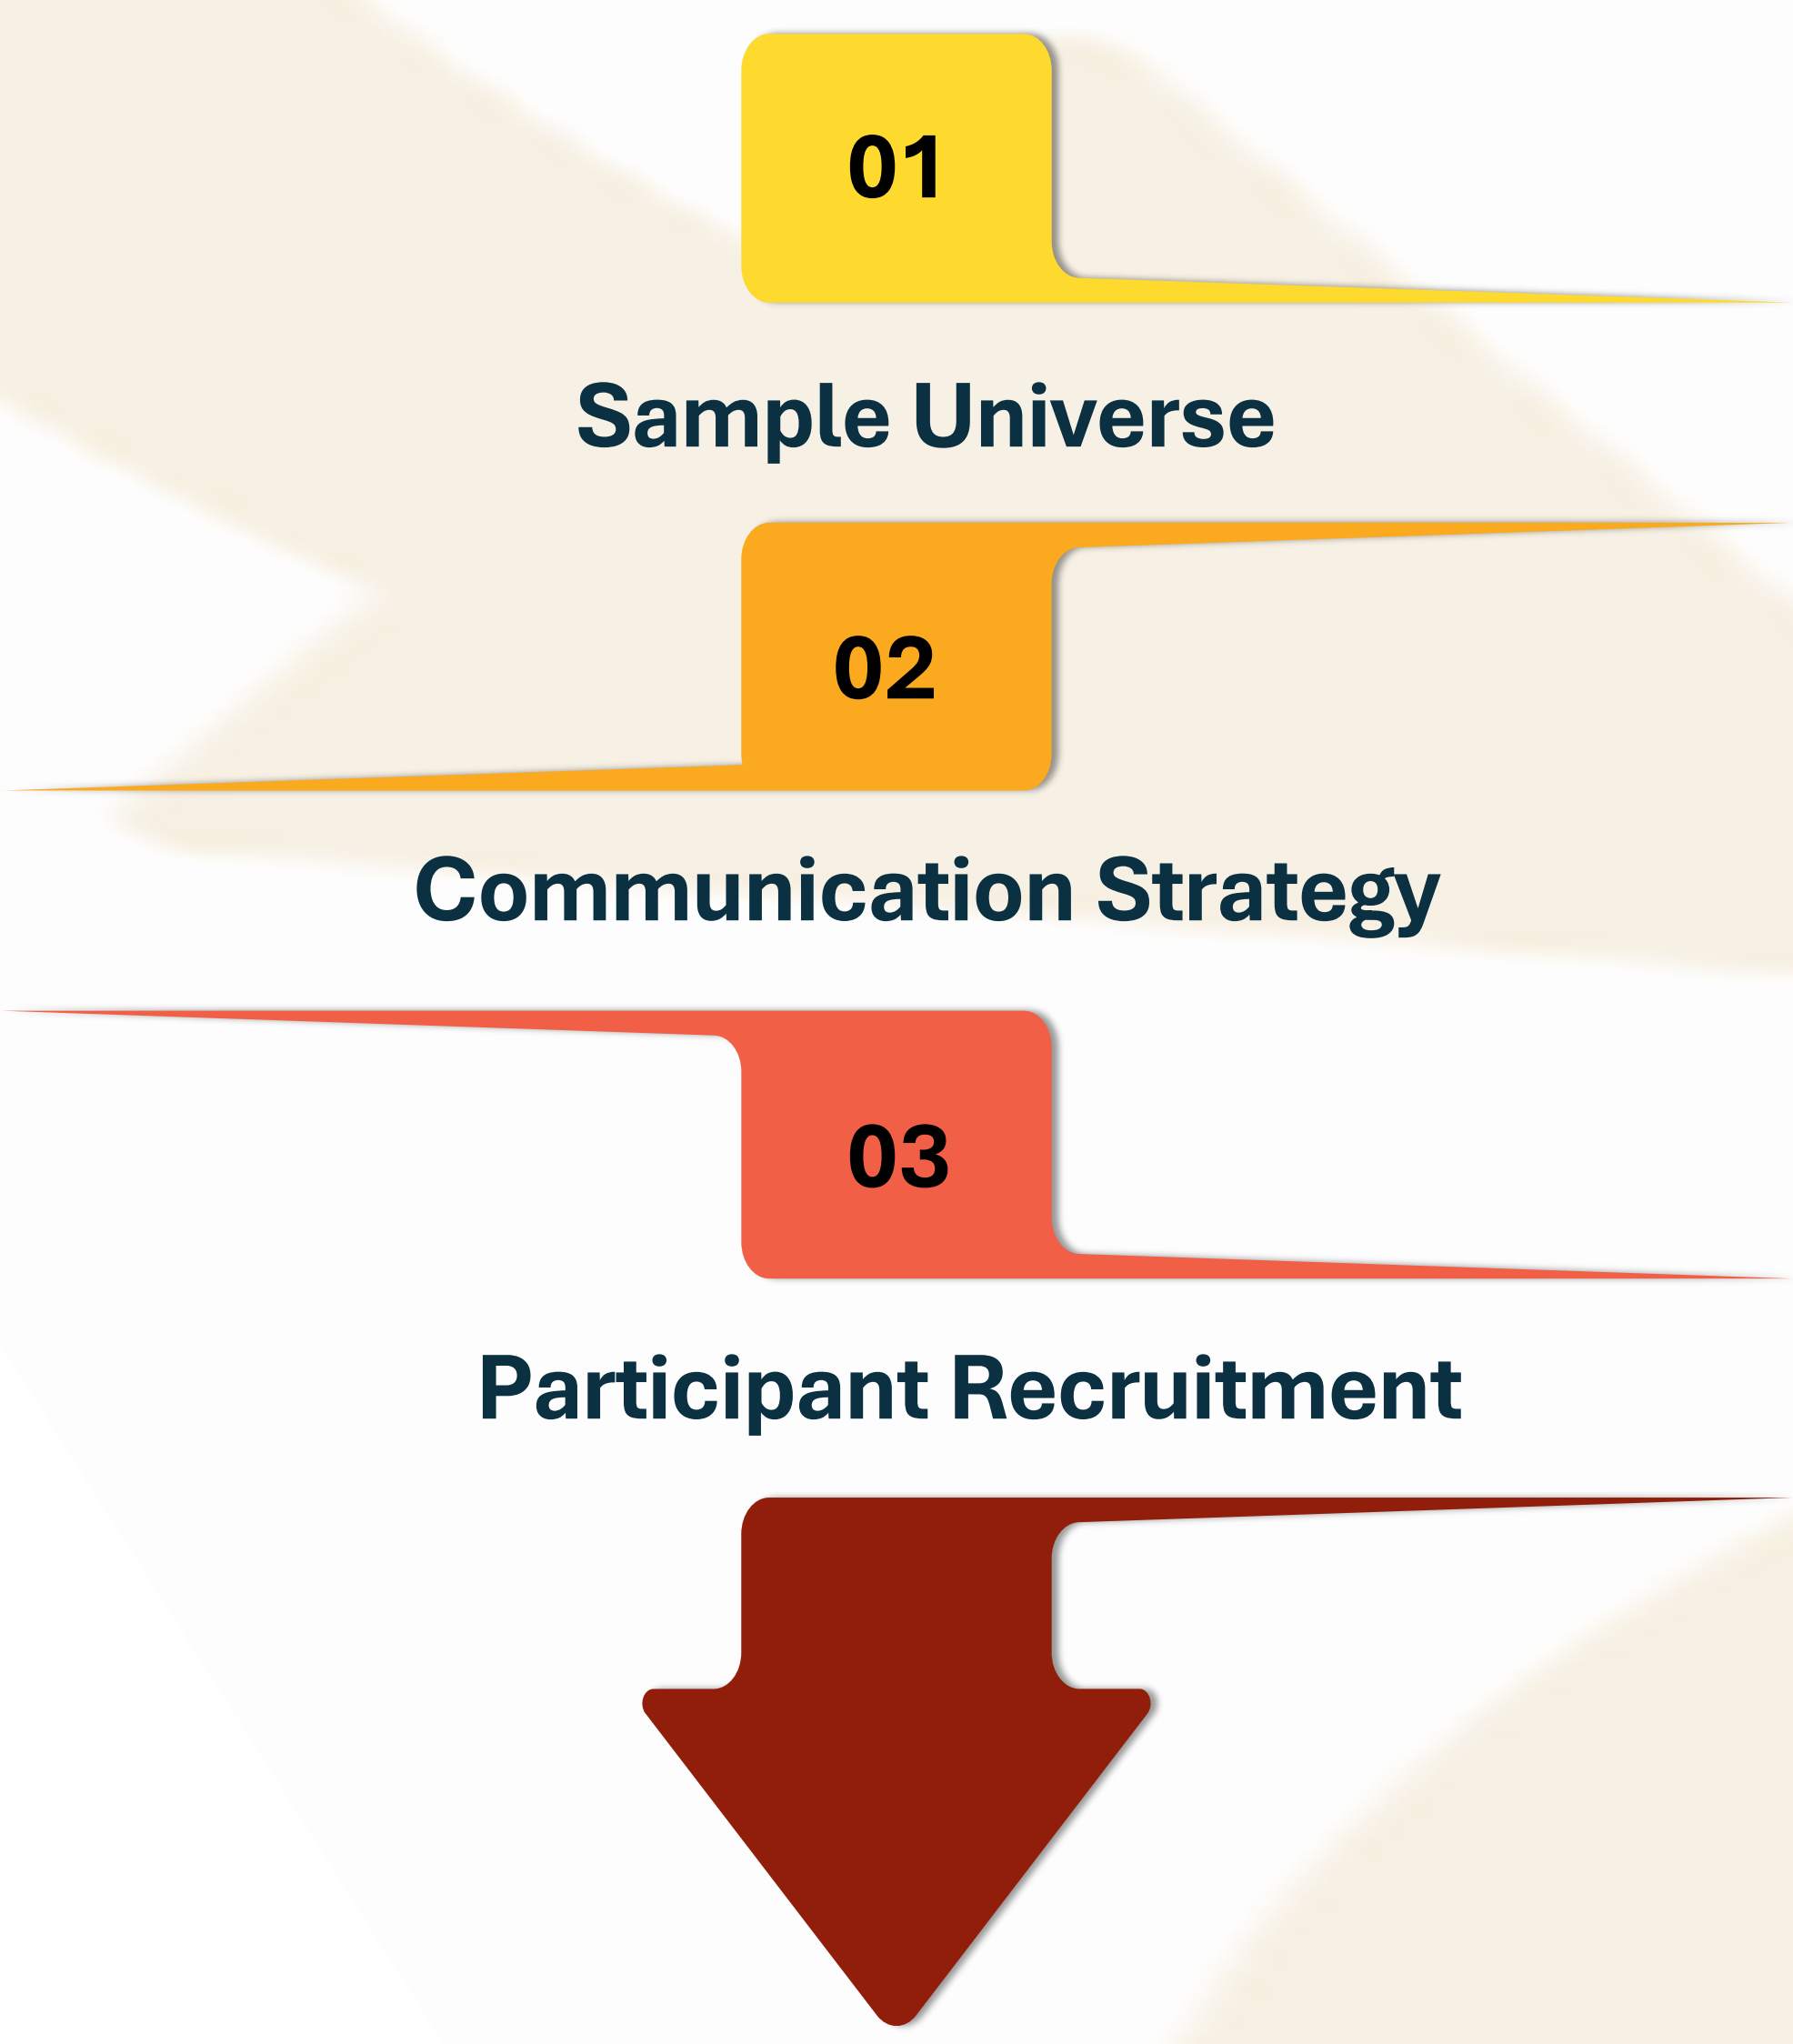 01
Sample Universe
02
Communication Strategy
03
Participant Recruitment